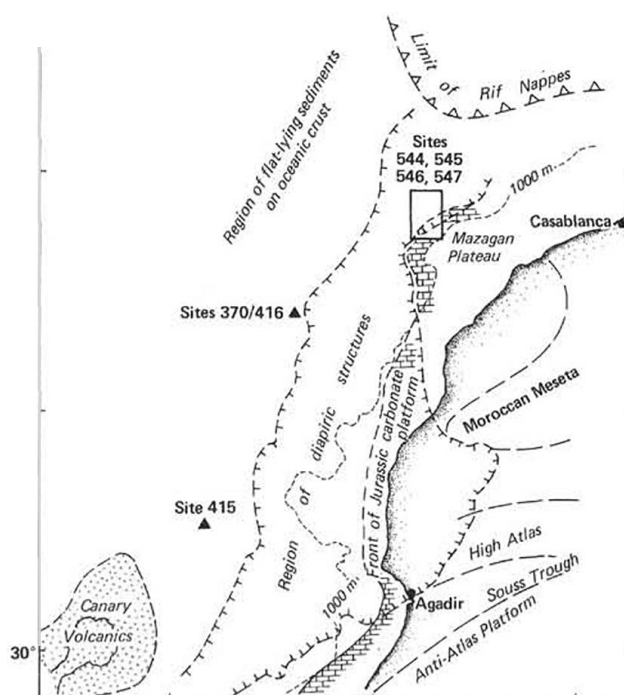 Limit of Rif Nappes
Region of flat-lying sediments
on oceanic crust
Sites
544, 545
546, 547
1000 m
Casablanca
Mazagan
Plateau
Sites 370/416
Region of diapiric structures
Front of Jurassic carbonate
platform
Moroccan Meseta
Site 415
High Atlas
1000 m
Souss Trough
Agadir
Anti-Atlas Platform
Canary
Volcanics
30°